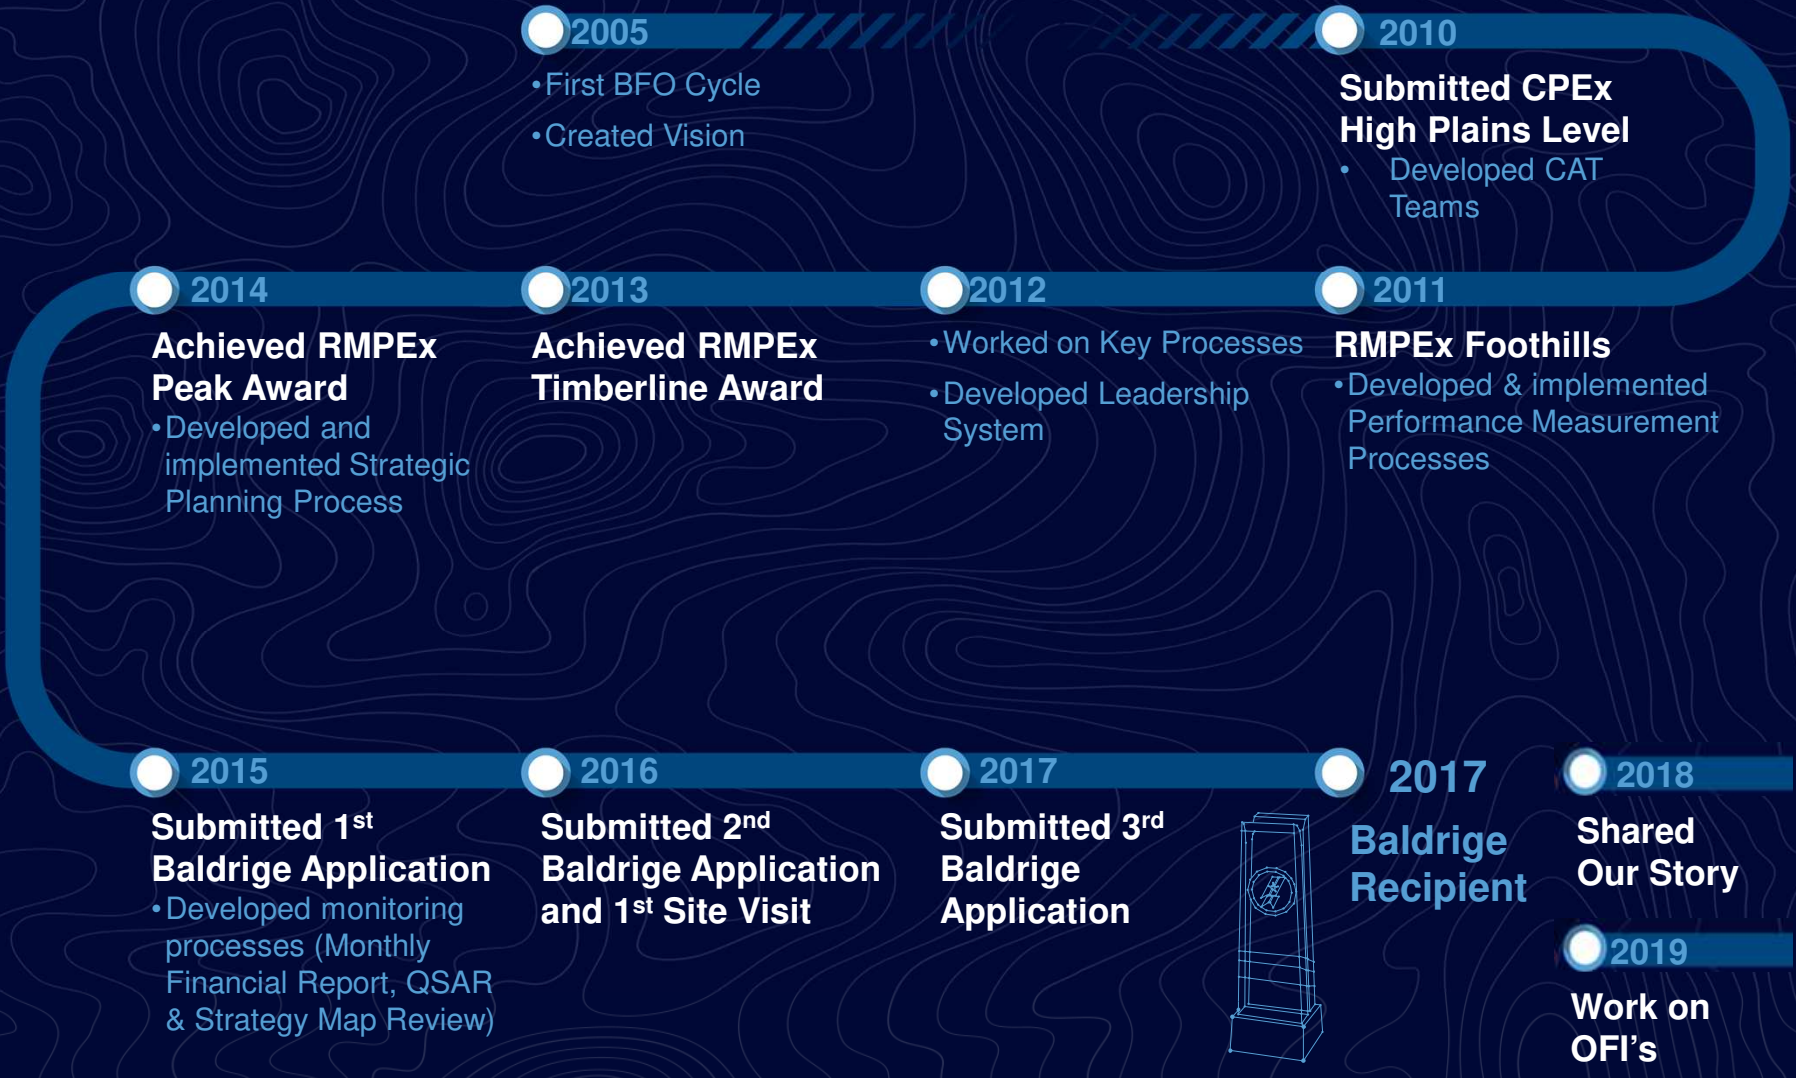 2005
•First BFO Cycle
•Created Vision
2010
Submitted CPEx
High Plains Level
• Developed CAT
Teams
2011
RMPEx Foothills
•Developed & implemented
Performance Measurement
Processes
2012
•Worked on Key Processes
•Developed Leadership
System
2013
Achieved RMPEx
Timberline Award
2014
Achieved RMPEx
Peak Award
•Developed and
implemented Strategic
Planning Process
2015
Submitted 1st
Baldrige Application
•Developed monitoring
processes (Monthly
Financial Report, QSAR
& Strategy Map Review)
2016
Submitted 2nd
Baldrige Application
and 1st Site Visit
2017
Submitted 3rd
Baldrige
Application
2017
Baldrige
Recipient
2018
Shared
Our Story
2019
Work on
OFI’s